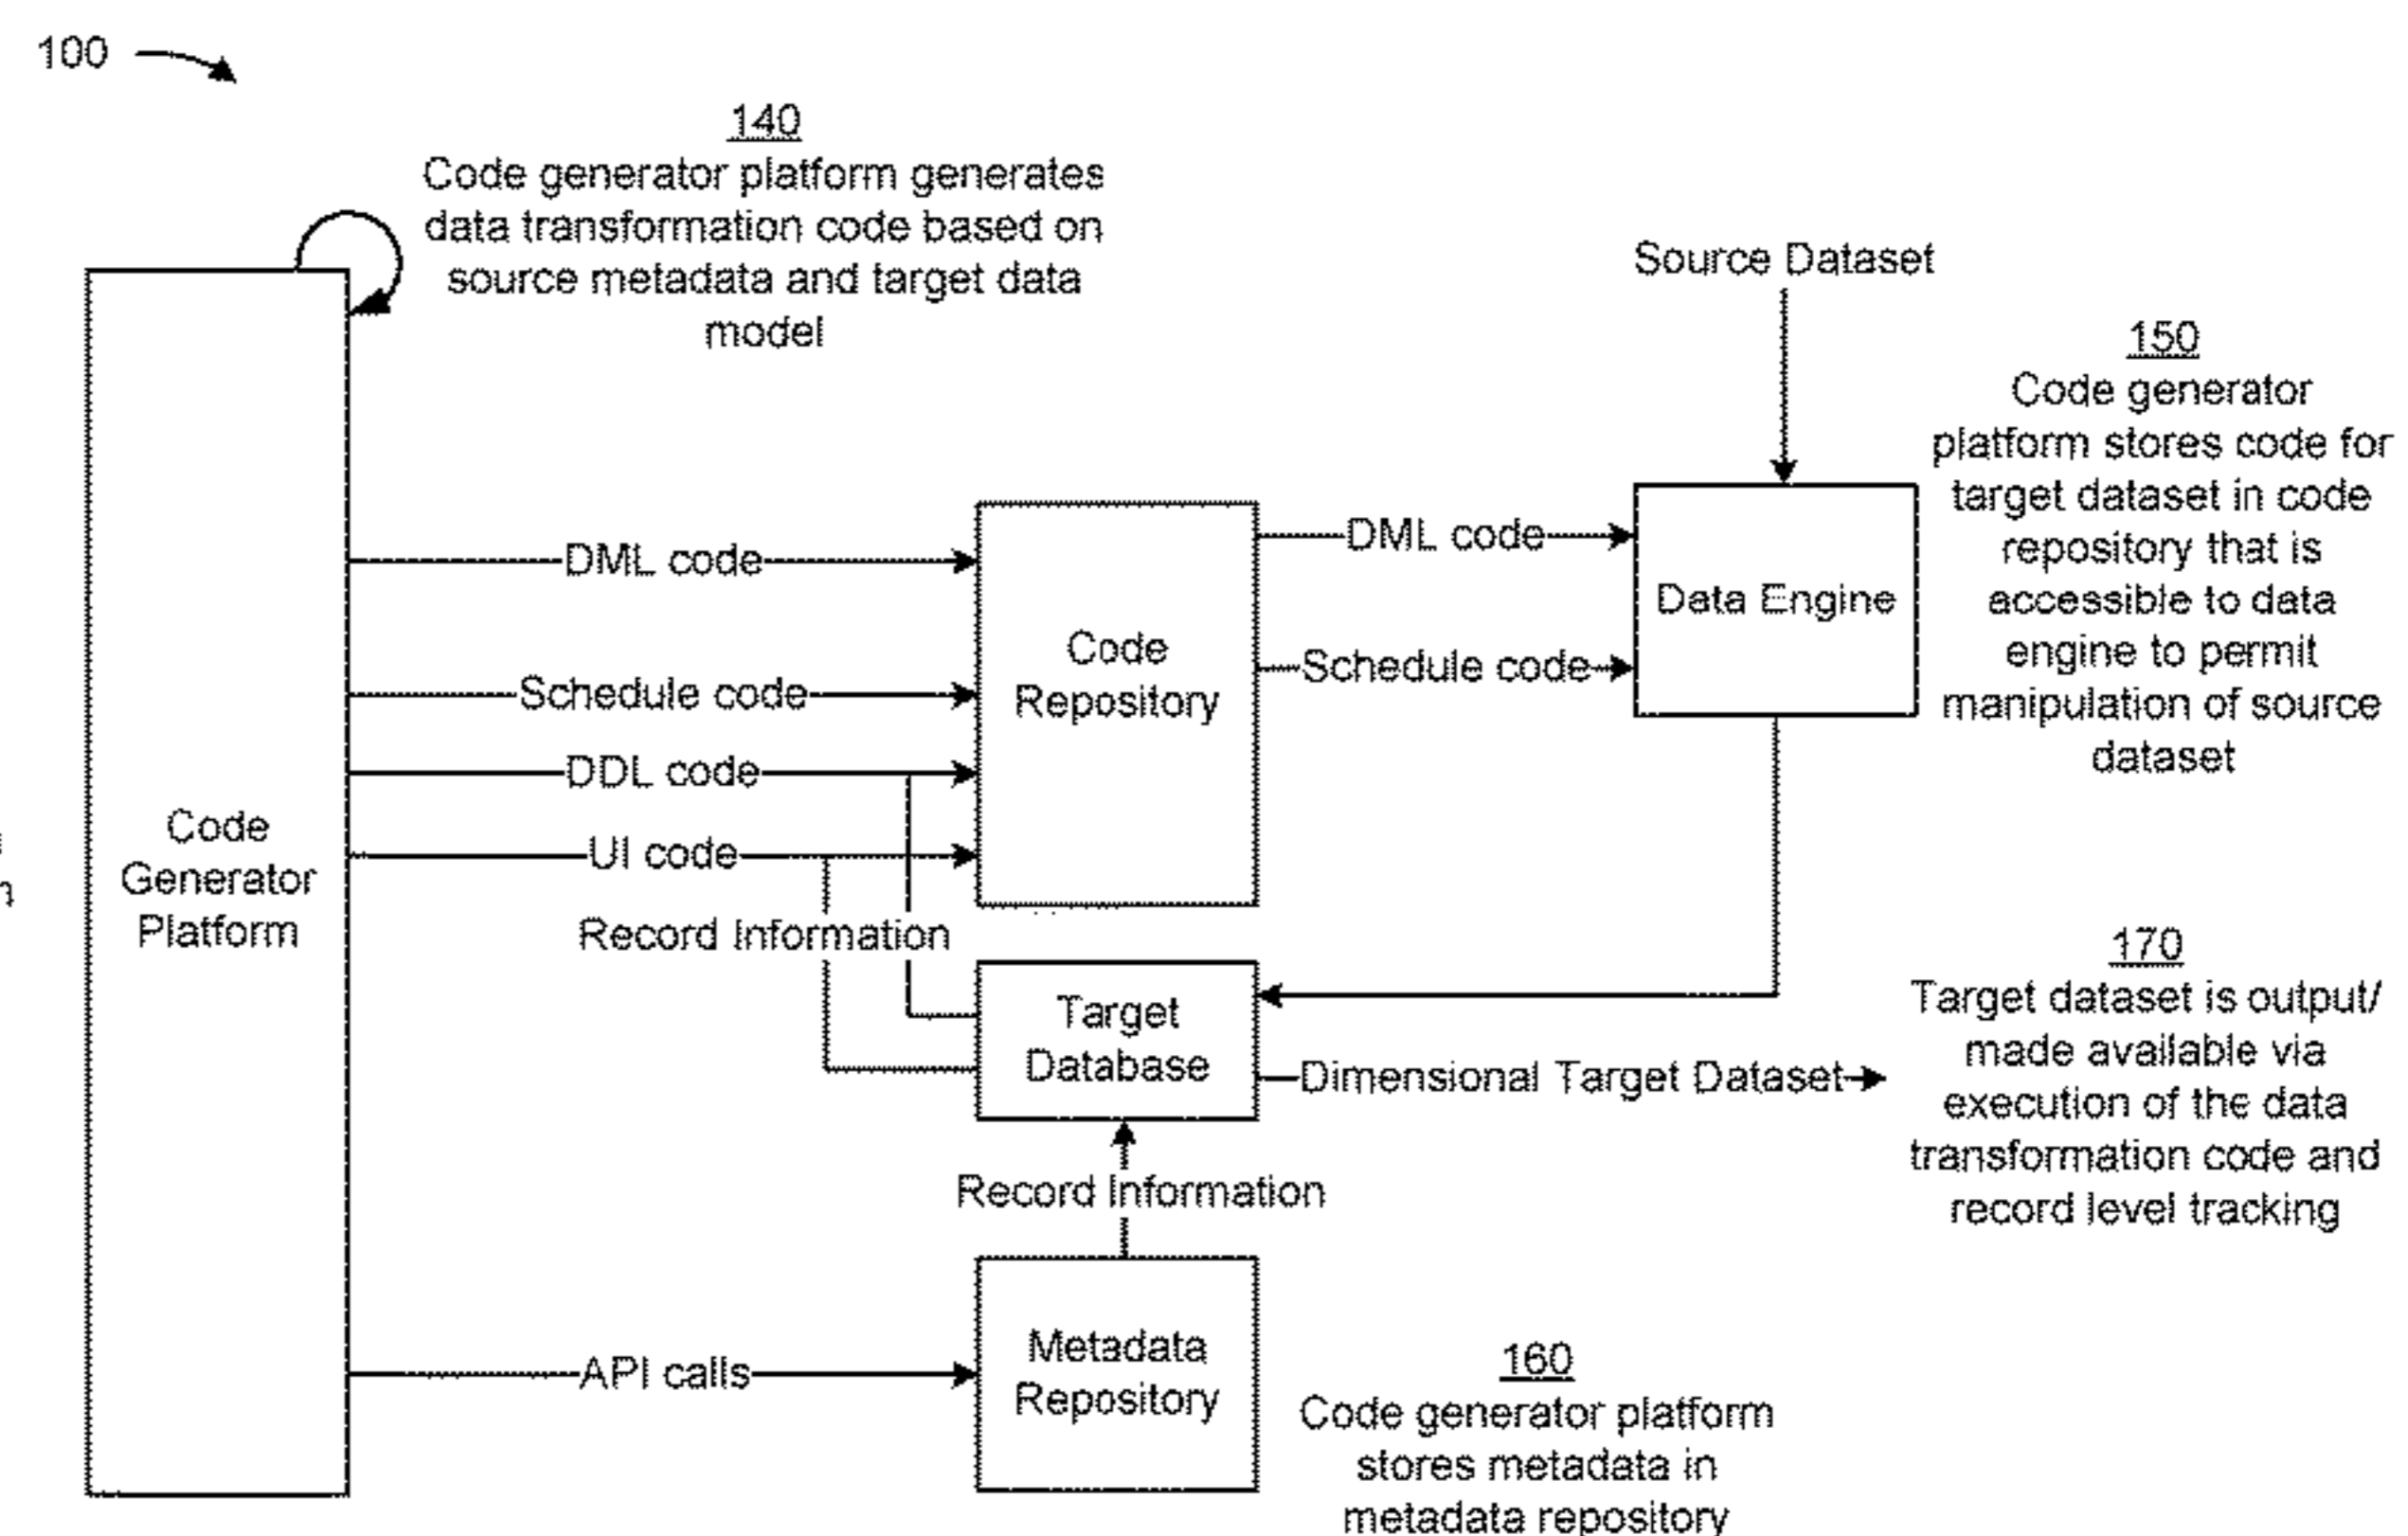 100
140
Code generator platform generates
data transformation code based on
source metadata and target data
model
Source Dataset
150
Code generator
platform stores code for
target dataset in code
repository that is
accessible to data
engine to permit
manipulation of source
dataset
DML code
Schedule code
DDL code
UI code
Code
Repository
DML code
Schedule code
Data Engine
Code
Generator
Platform
n
Record Information
Target
Database
Dimensional Target Dataset
170
Target dataset is output/
made available via
execution of the data
transformation code and
record level tracking
Record Information
API calls
Metadata
Repository
160
Code generator platform
stores metadata in
metadata repository